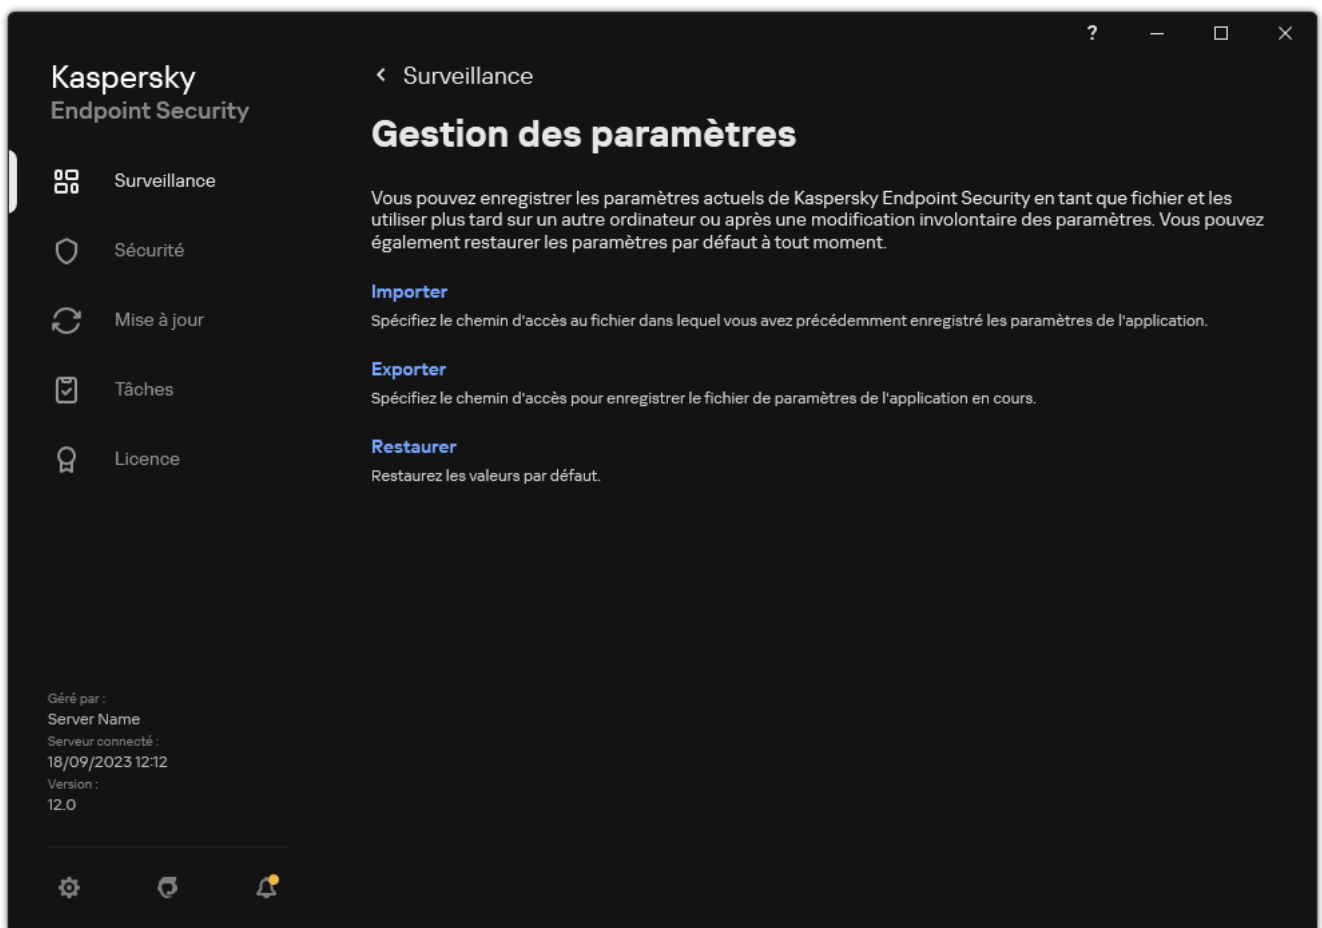 ?
Kaspersky
Endpoint Security
Surveillance
Sécurité
Mise à jour
Tâches
Licence
Géré par :
Server Name
Serveur connecté :
18/09/2023 12:12
Version :
12.0
Surveillance
Gestion des paramètres
Vous pouvez enregistrer les paramètres actuels de Kaspersky Endpoint Security en tant que fichier et les
utiliser plus tard sur un autre ordinateur ou après une modification involontaire des paramètres. Vous pouvez
également restaurer les paramètres par défaut à tout moment.
Importer
Spécifiez le chemin d'accès au fichier dans lequel vous avez précédemment enregistré les paramètres de l'application.
Exporter
Spécifiez le chemin d'accès pour enregistrer le fichier de paramètres de l'application en cours.
Restaurer
Restaurez les valeurs par défaut.